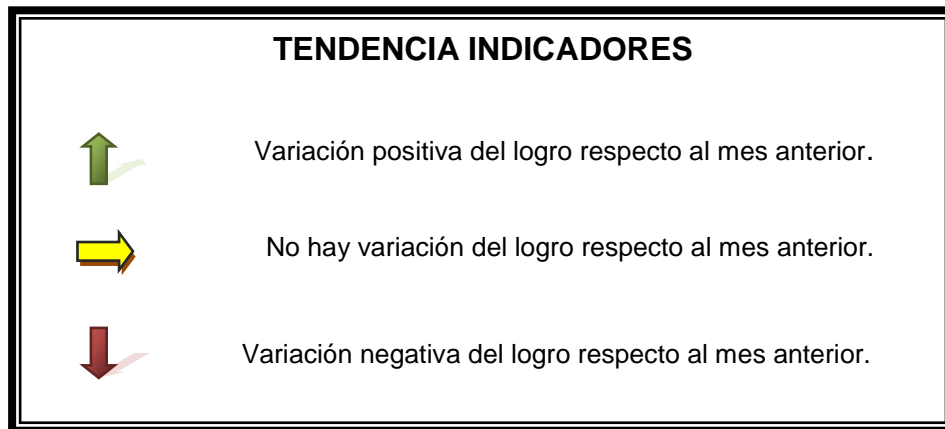 TENDENCIA INDICADORES
Variación positiva del logro respecto al mes anterior.
No hay variación del logro respecto al mes anterior.
Variación negativa del logro respecto al mes anterior.